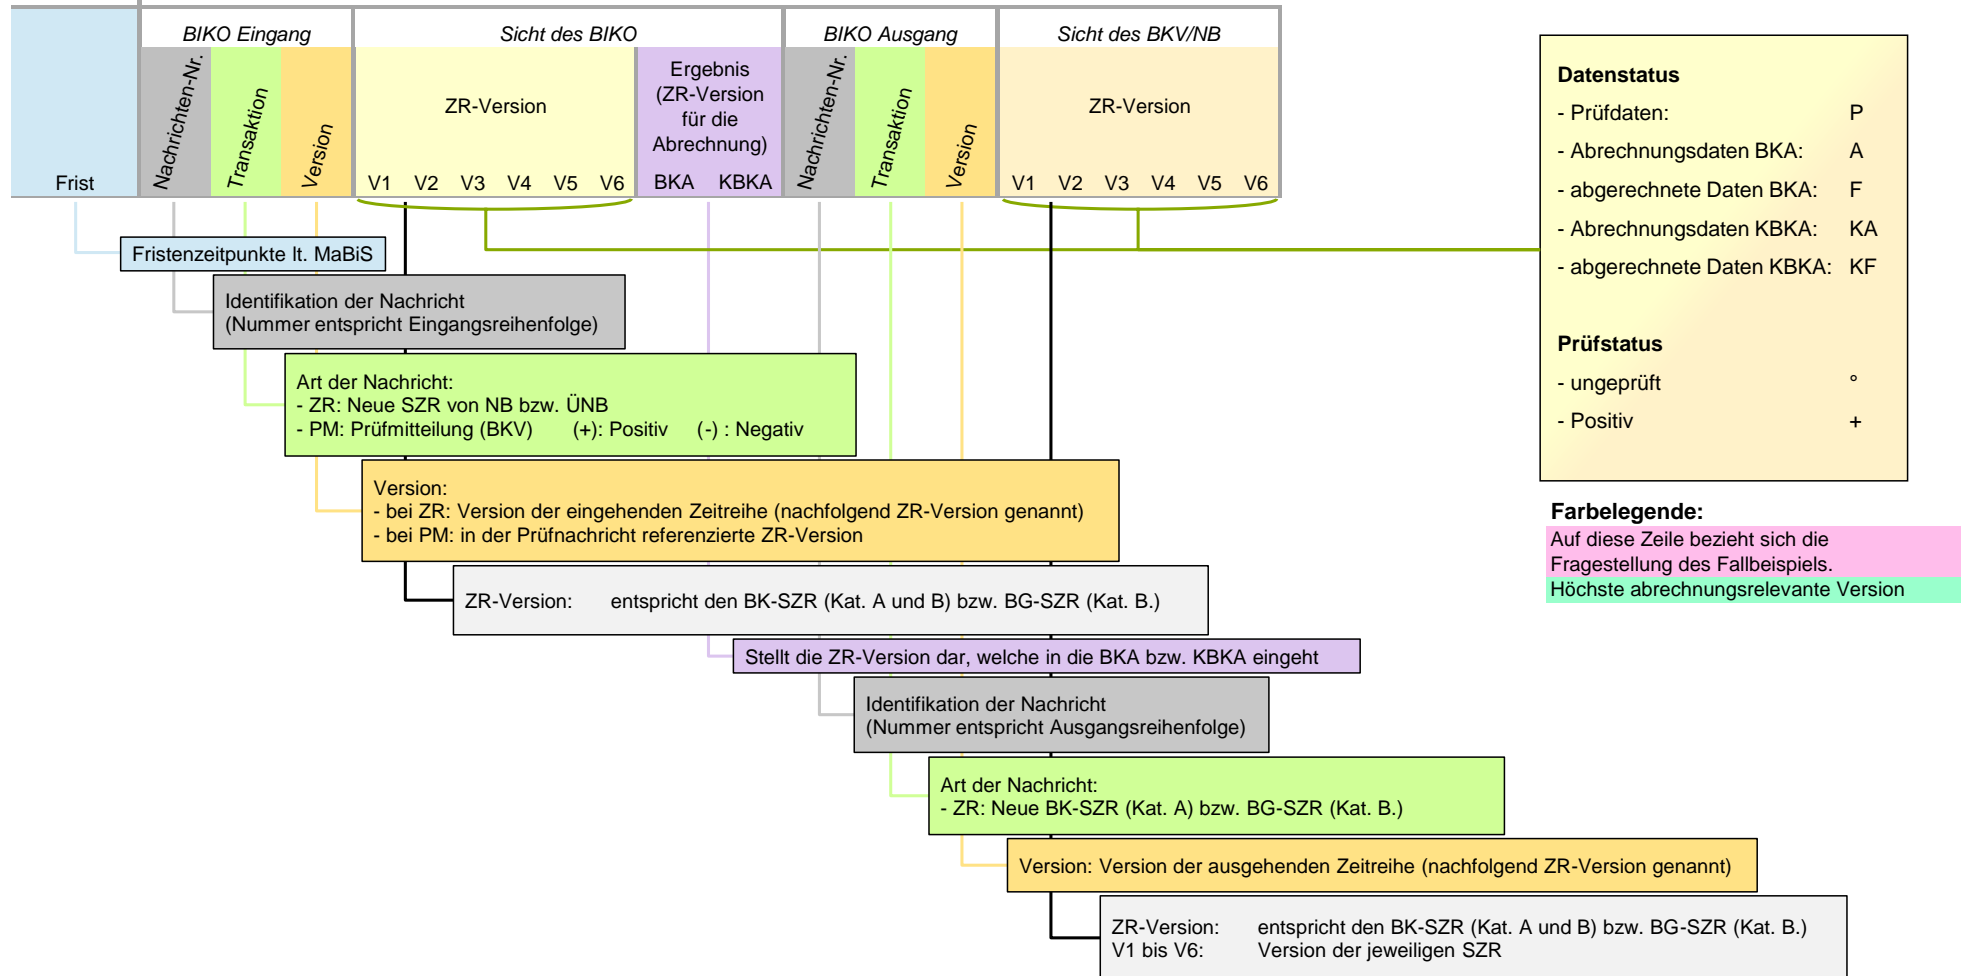 BIKO Eingang
Sicht des BIKO
BIKO Ausgang
Sicht des BKV/NB
Frist
Nachrichten-Nr.
Transaktion
Version
ZR-Version
V1 V2 V3 V4 V5 V6
Ergebnis
(ZR-Version
für die
Abrechnung)
BKA KBKA
Nachrichten-Nr.
Transaktion
Version
ZR-Version
V1 V2 V3 V4 V5 V6
Datenstatus
- Prüfdaten: P
- Abrechnungsdaten BKA: A
- abgerechnete Daten BKA: F
- Abrechnungsdaten KBKA: KA
- abgerechnete Daten KBKA: KF
Prüfstatus
- ungeprüft °
- Positiv +
Farbelegende:
Auf diese Zeile bezieht sich die
Fragestellung des Fallbeispiels.
Höchste abrechnungsrelevante Version
Fristenzeitpunkte lt. MaBiS
Identifikation der Nachricht
(Nummer entspricht Eingangsreihenfolge)
Art der Nachricht:
- ZR: Neue SZR von NB bzw. ÜNB
- PM: Prüfmitteilung (BKV) (+): Positiv (-) : Negativ
Version:
- bei ZR: Version der eingehenden Zeitreihe (nachfolgend ZR-Version genannt)
- bei PM: in der Prüfnachricht referenzierte ZR-Version
ZR-Version: entspricht den BK-SZR (Kat. A und B) bzw. BG-SZR (Kat. B.)
Stellt die ZR-Version dar, welche in die BKA bzw. KBKA eingeht
Identifikation der Nachricht
(Nummer entspricht Ausgangsreihenfolge)
Art der Nachricht:
- ZR: Neue BK-SZR (Kat. A) bzw. BG-SZR (Kat. B.)
Version: Version der ausgehenden Zeitreihe (nachfolgend ZR-Version genannt)
ZR-Version: entspricht den BK-SZR (Kat. A und B) bzw. BG-SZR (Kat. B.)
V1 bis V6: Version der jeweiligen SZR